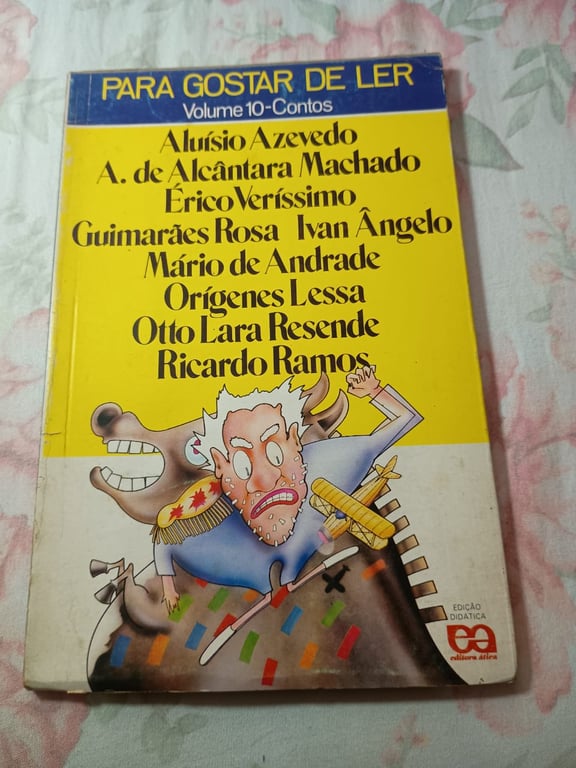 PARA GOSTAR DE LER
Volume 10-Contos
Aluísio Azevedo
A. de Alcântara Machado
Érico Veríssimo
Guimarães Rosa Ivan Ângelo
Mário de Andrade
Orígenes Lessa
Otto Lara Resende
Ricardo Ramos
EDIÇÃO
DIDÁTICA
editora ática